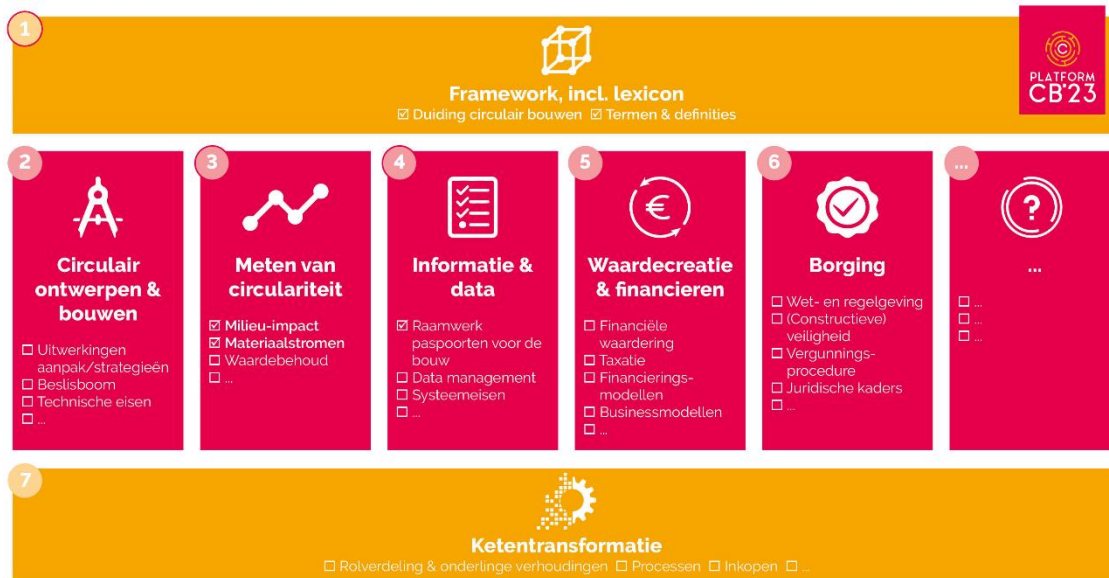 1
Framework, incl. lexicon
☑ Duiding circulair bouwen ☑ Termen & definities
PLATFORM
CB'23
2
Circulair
ontwerpen &
bouwen
☐ Uitwerkingen
aanpak/strategieën
☐ Beslisboom
☐ Technische eisen
☐ ...
3
Meten van
circulariteit
☑ Milieu-impact
☑ Materiaalstromen
☐ Waardebehoud
☐ ...
4
Informatie &
data
☑ Raamwerk
paspoorten voor de
bouw
☐ Data management
☐ Systeemeisen
☐ ...
5
€
Waardecreatie
& financieren
☐ Financiële
waardering
☐ Taxatie
☐ Financierings-
modellen
☐ Businessmodellen
☐ ...
6
Borging
☐ Wet- en regelgeving
☐ (Constructieve)
veiligheid
☐ Vergunnings-
procedure
☐ Juridische kaders
☐ ...
...
?
...
☐ ...
☐ ...
☐ ...
7
Ketentransformatie
☐ Rolverdeling & onderlinge verhoudingen ☐ Processen ☐ Inkopen ☐ ...